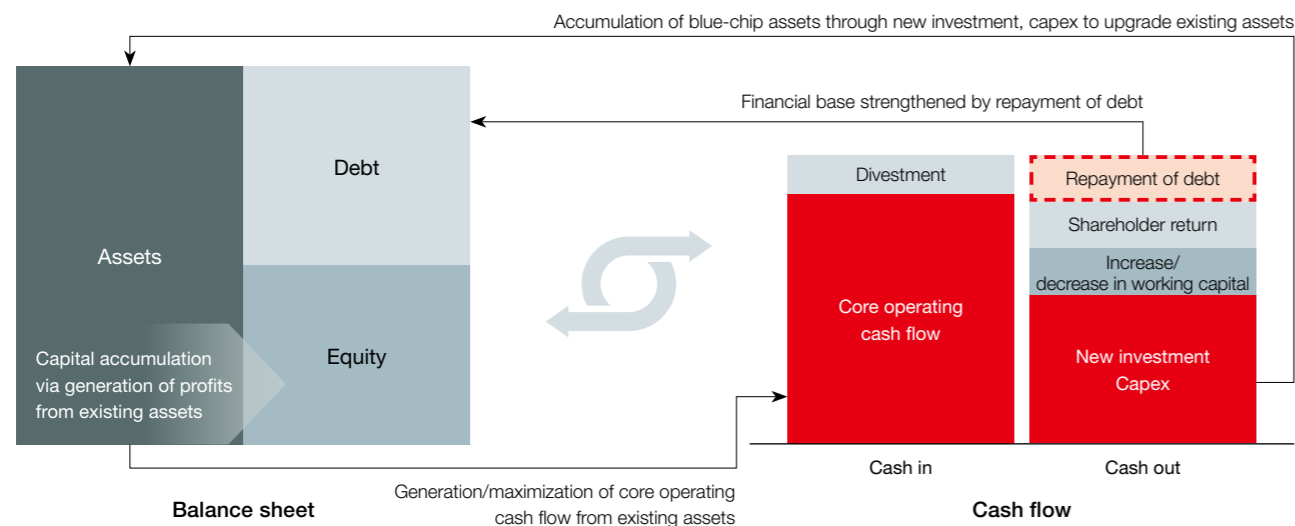 Accumulation of blue-chip assets through new investment, capex to upgrade existing assets
Financial base strengthened by repayment of debt
Debt
Assets
Equity
Capital accumulation
via generation of profits
from existing assets
Divestment
Core operating
cash flow
Repayment of debt
Shareholder return
Increase/
decrease in working capital
New investment
Capex
Cash in
Cash out
Generation/maximization of core operating
cash flow from existing assets
Balance sheet
Cash flow